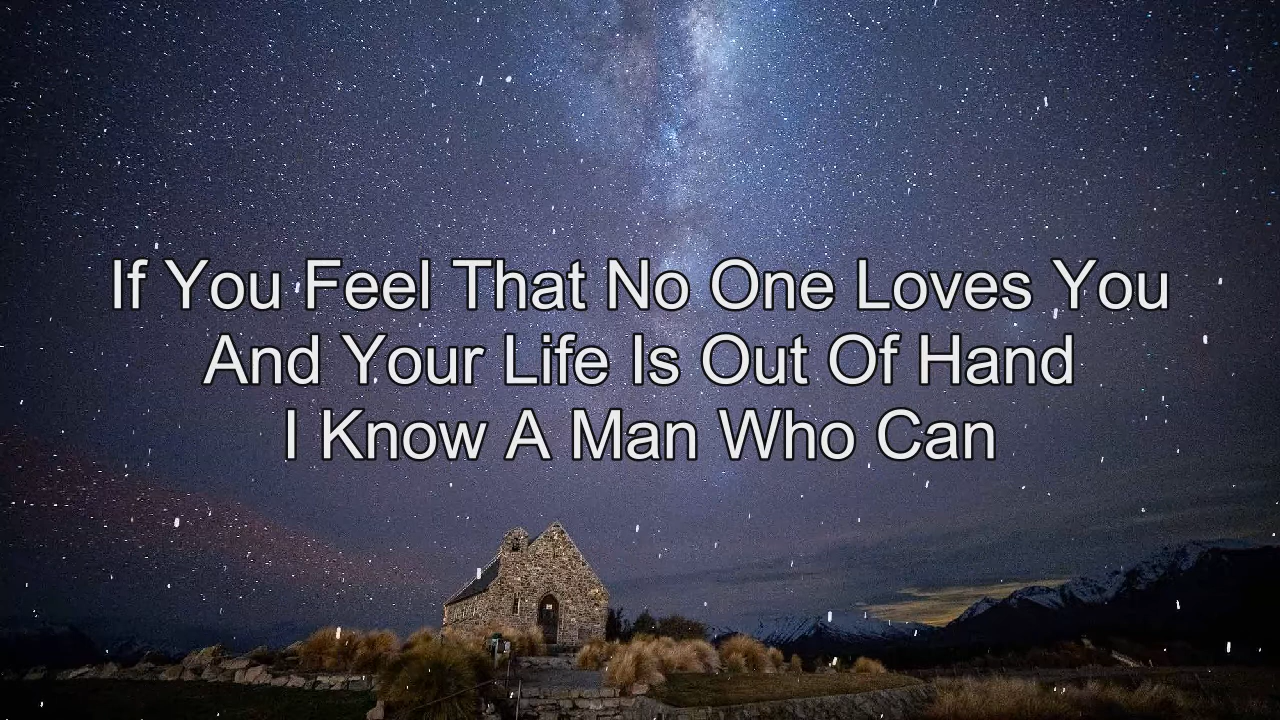 If You Feel That No One Loves You
And Your Life Is Out Of Hand
I Know A Man Who Can